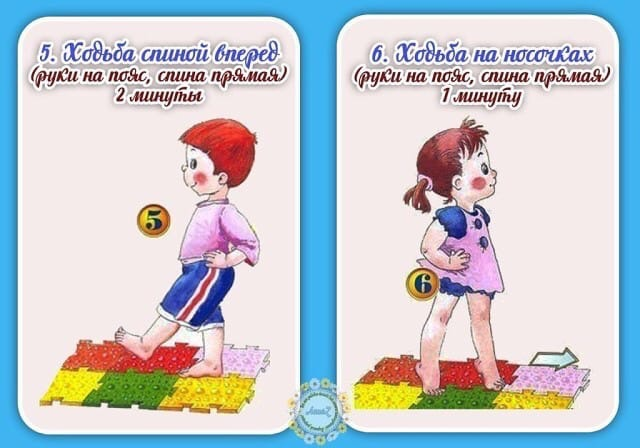 5. Ходьба спиной вперед
(руки на пояс, спина прямая)
2 минуты
5
6. Ходьба на носочках
(руки на пояс, спина прямая)
1 минуту
6